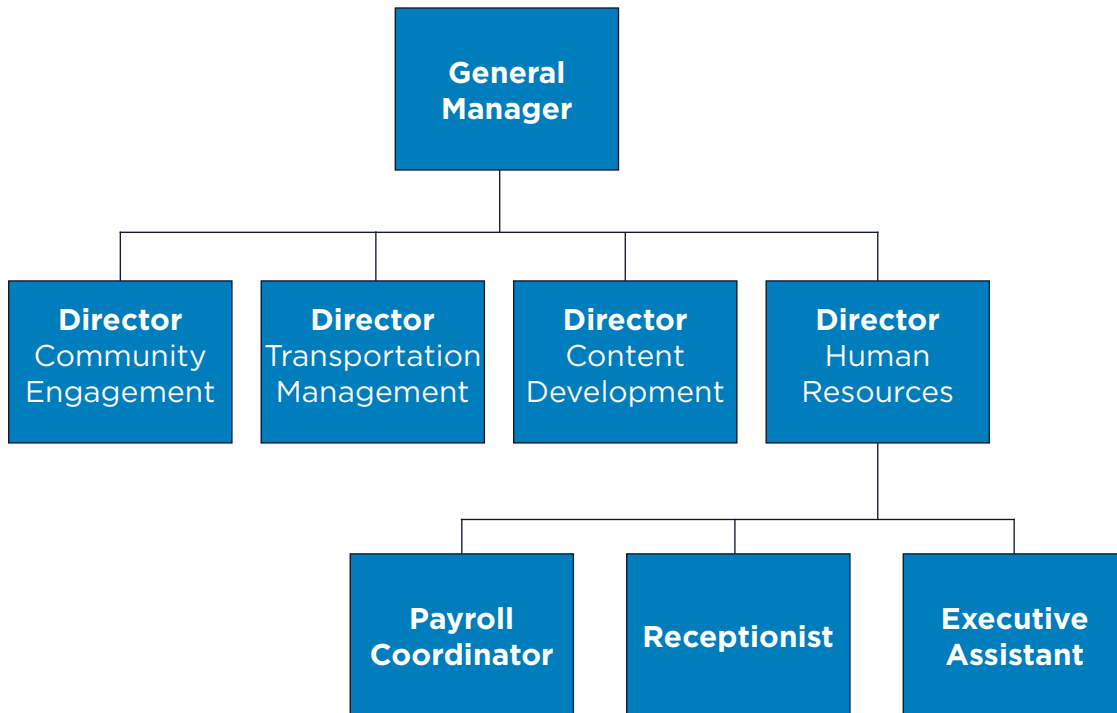 General
Manager
Director
Community
Engagement
Director
Transportation
Management
Director
Content
Development
Director
Human
Resources
Payroll
Coordinator
Receptionist
Executive
Assistant